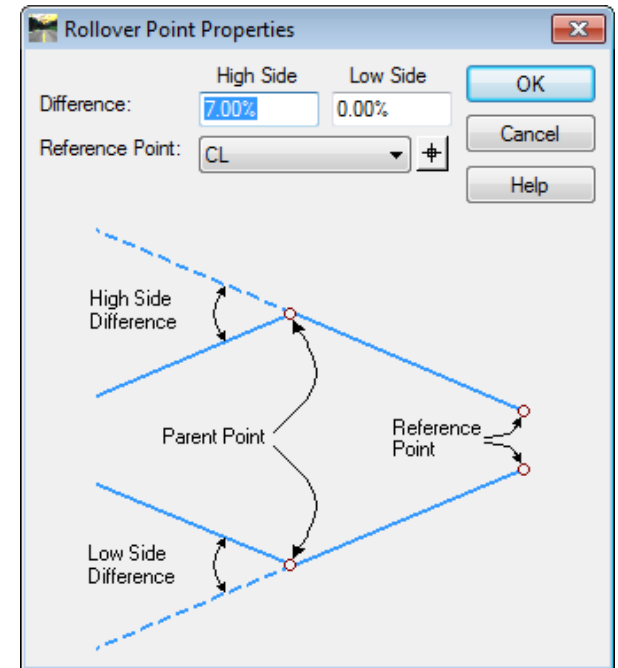 Rollover Point Properties
High Side Low Side
Difference: 7.00% 0.00%
OK
Reference Point: CL
Cancel
Help
High Side
Difference
Parent Point
Reference
Point
Low Side
Difference